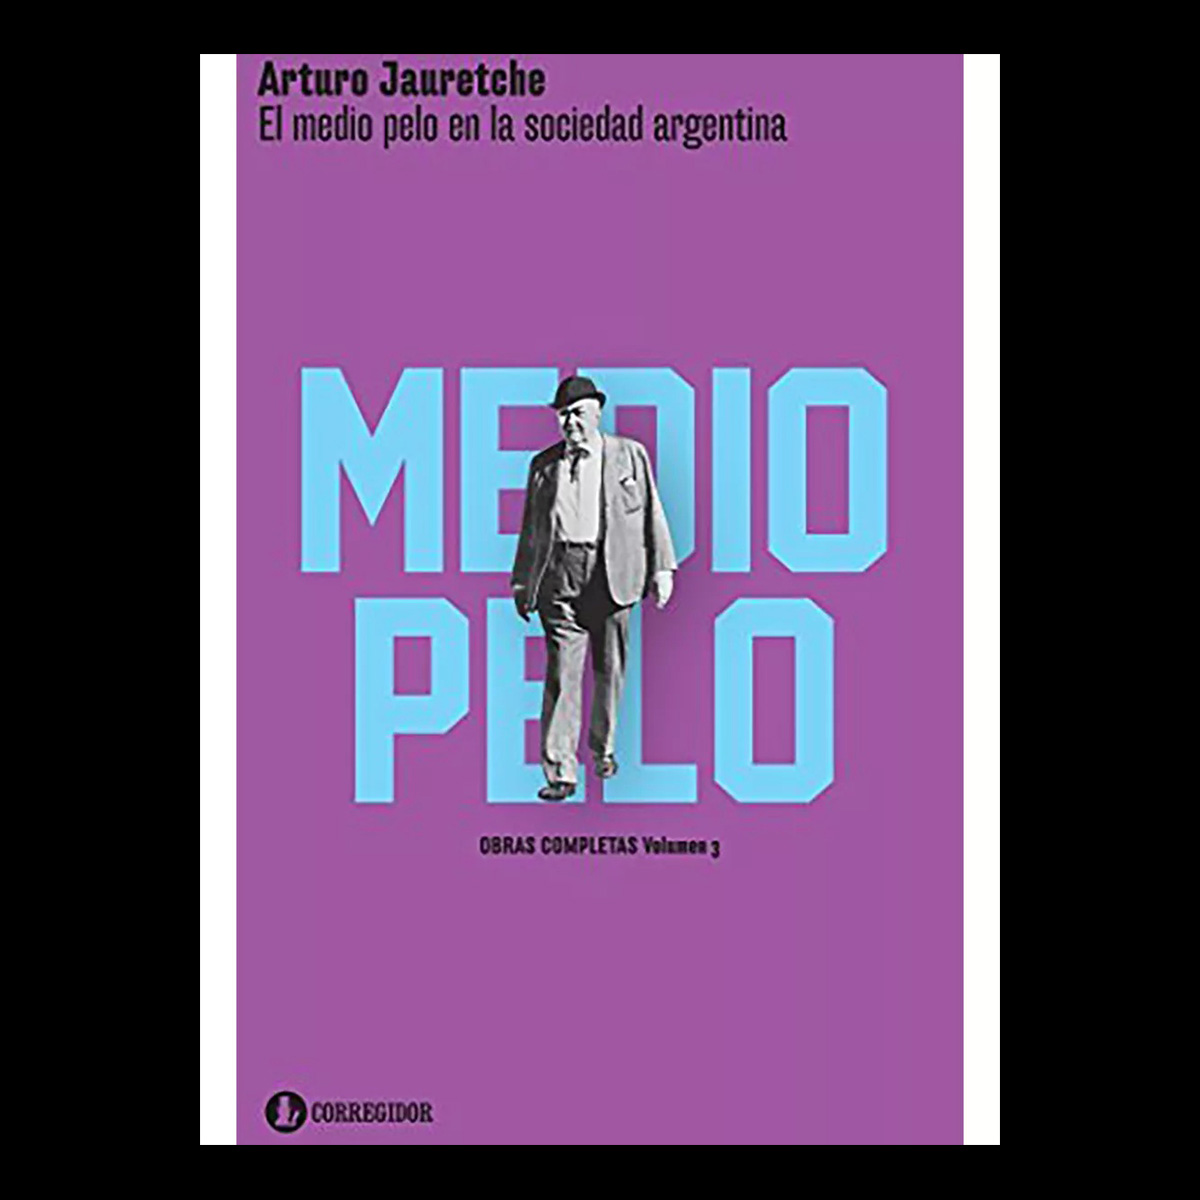 Arturo Jauretche
El medio pelo en la sociedad argentina
MEDIO
PELO
OBRAS COMPLETAS Volumen 3
CORREGIDOR